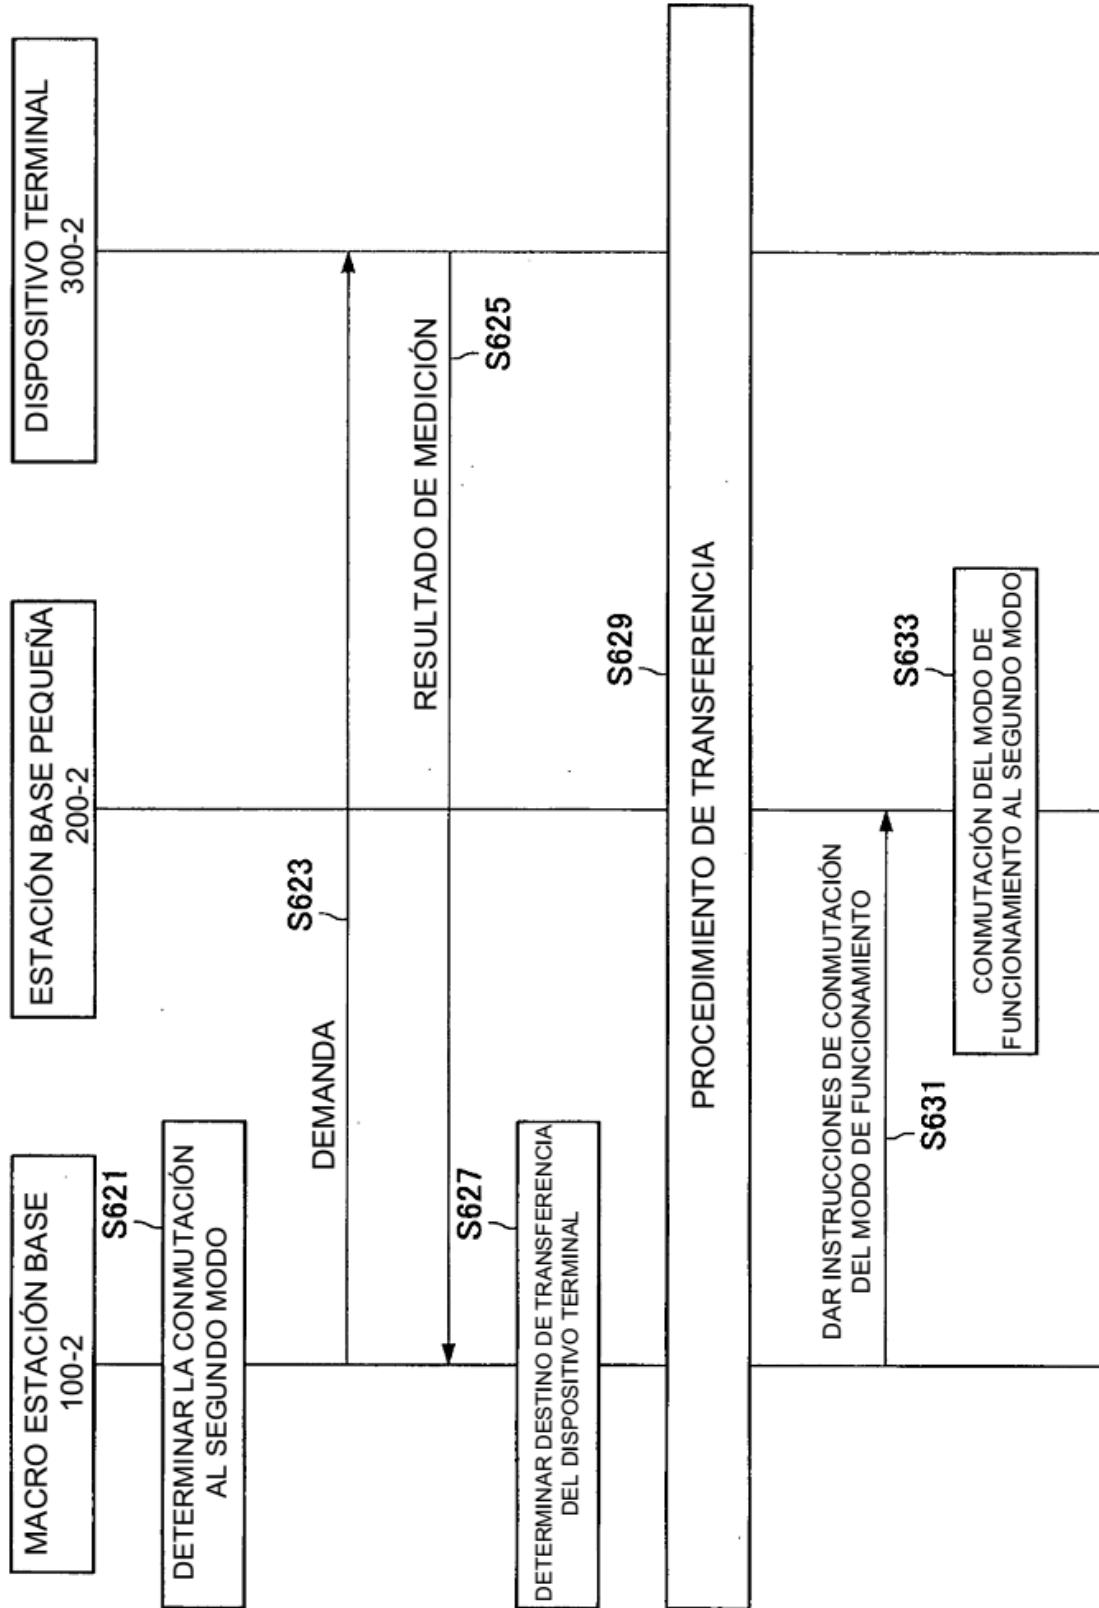 MACRO ESTACIÓN BASE
100-2
ESTACIÓN BASE PEQUEÑA
200-2
DISPOSITIVO TERMINAL
300-2
S621
DETERMINAR LA CONMUTACIÓN
AL SEGUNDO MODO
DEMANDA
S623
RESULTADO DE MEDICIÓN
S625
S627
DETERMINAR DESTINO DE TRANSFERENCIA
DEL DISPOSITIVO TERMINAL
S629
PROCEDIMIENTO DE TRANSFERENCIA
DAR INSTRUCCIONES DE CONMUTACIÓN
DEL MODO DE FUNCIONAMIENTO
S631
S633
CONMUTACIÓN DEL MODO DE
FUNCIONAMIENTO AL SEGUNDO MODO